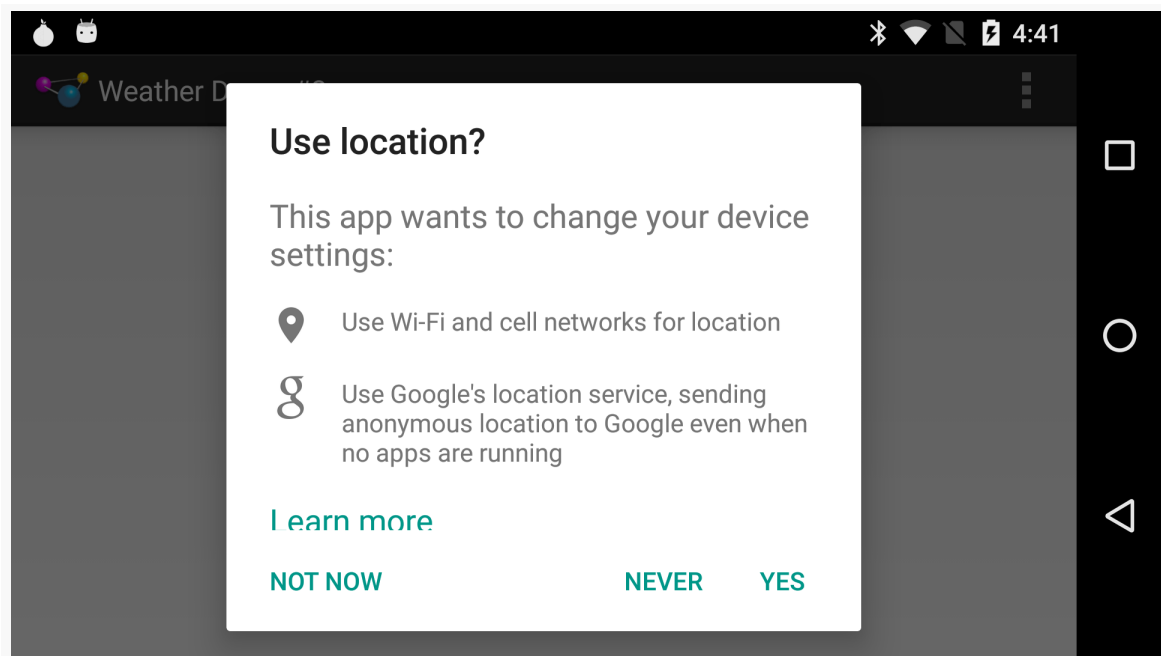 4:41
Weather D
Use location?
This app wants to change your device
settings:
Use Wi-Fi and cell networks for location
g
Use Google's location service, sending
anonymous location to Google even when
no apps are running
Learn more
NOT NOW NEVER YES